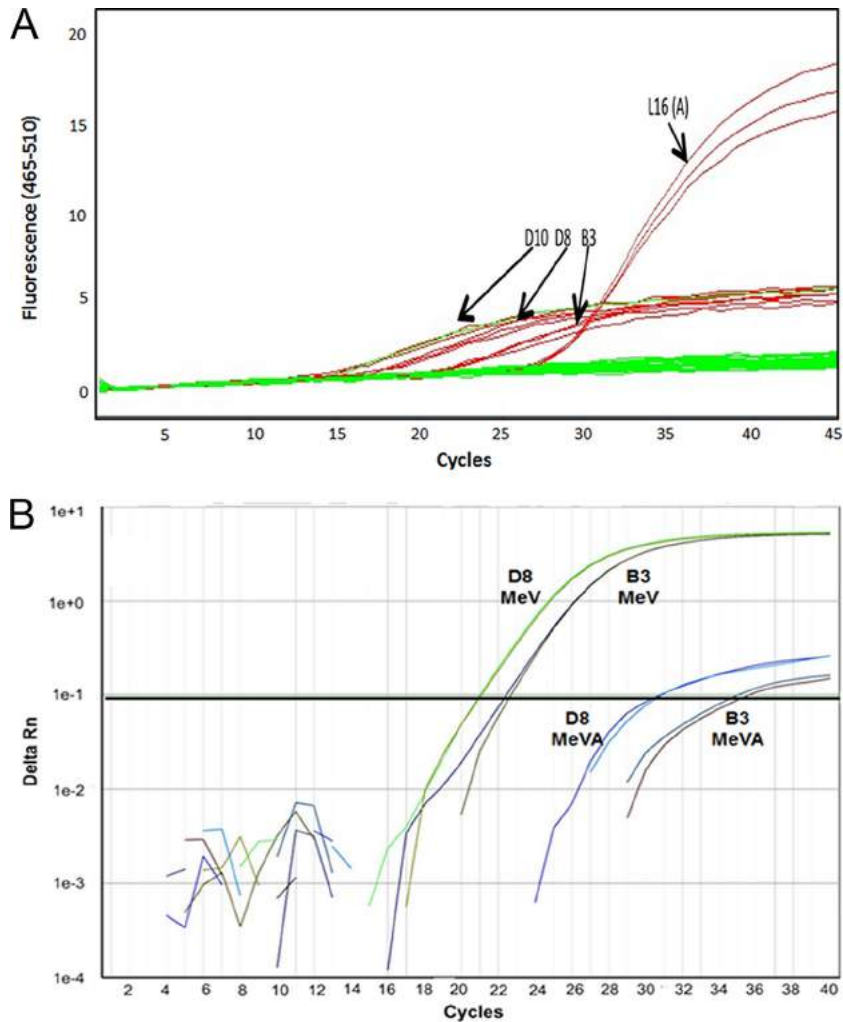 A
20
15
10
5
0
Fluorescence (465-510)
L16 (A)
D10 D8 B3
5 10 15 20 25 30 35 40 45
Cycles
B
1e+1
1e+0
1e-1
1e-2
1e-3
1e-4
Delta Rn
D8
MeV
B3
MeV
D8
MeVA
B3
MeVA
2 4 6 8 10 12 14 16 18 20 22 24 26 28 30 32 34 36 38 40
Cycles